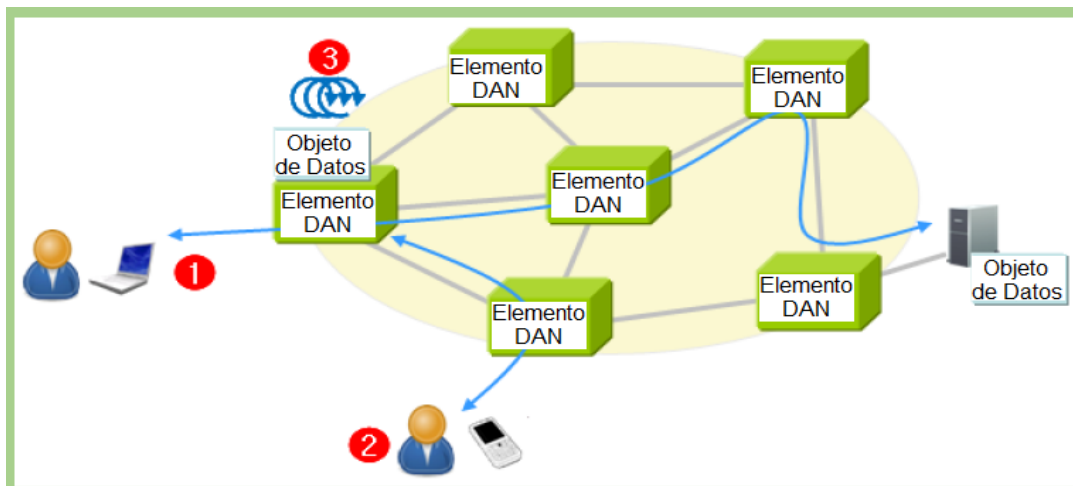 3
Elemento
DAN
Elemento
DAN
Objeto
de Datos
Elemento
DAN
Elemento
DAN
1
Elemento
DAN
Elemento
DAN
Objeto
de Datos
2